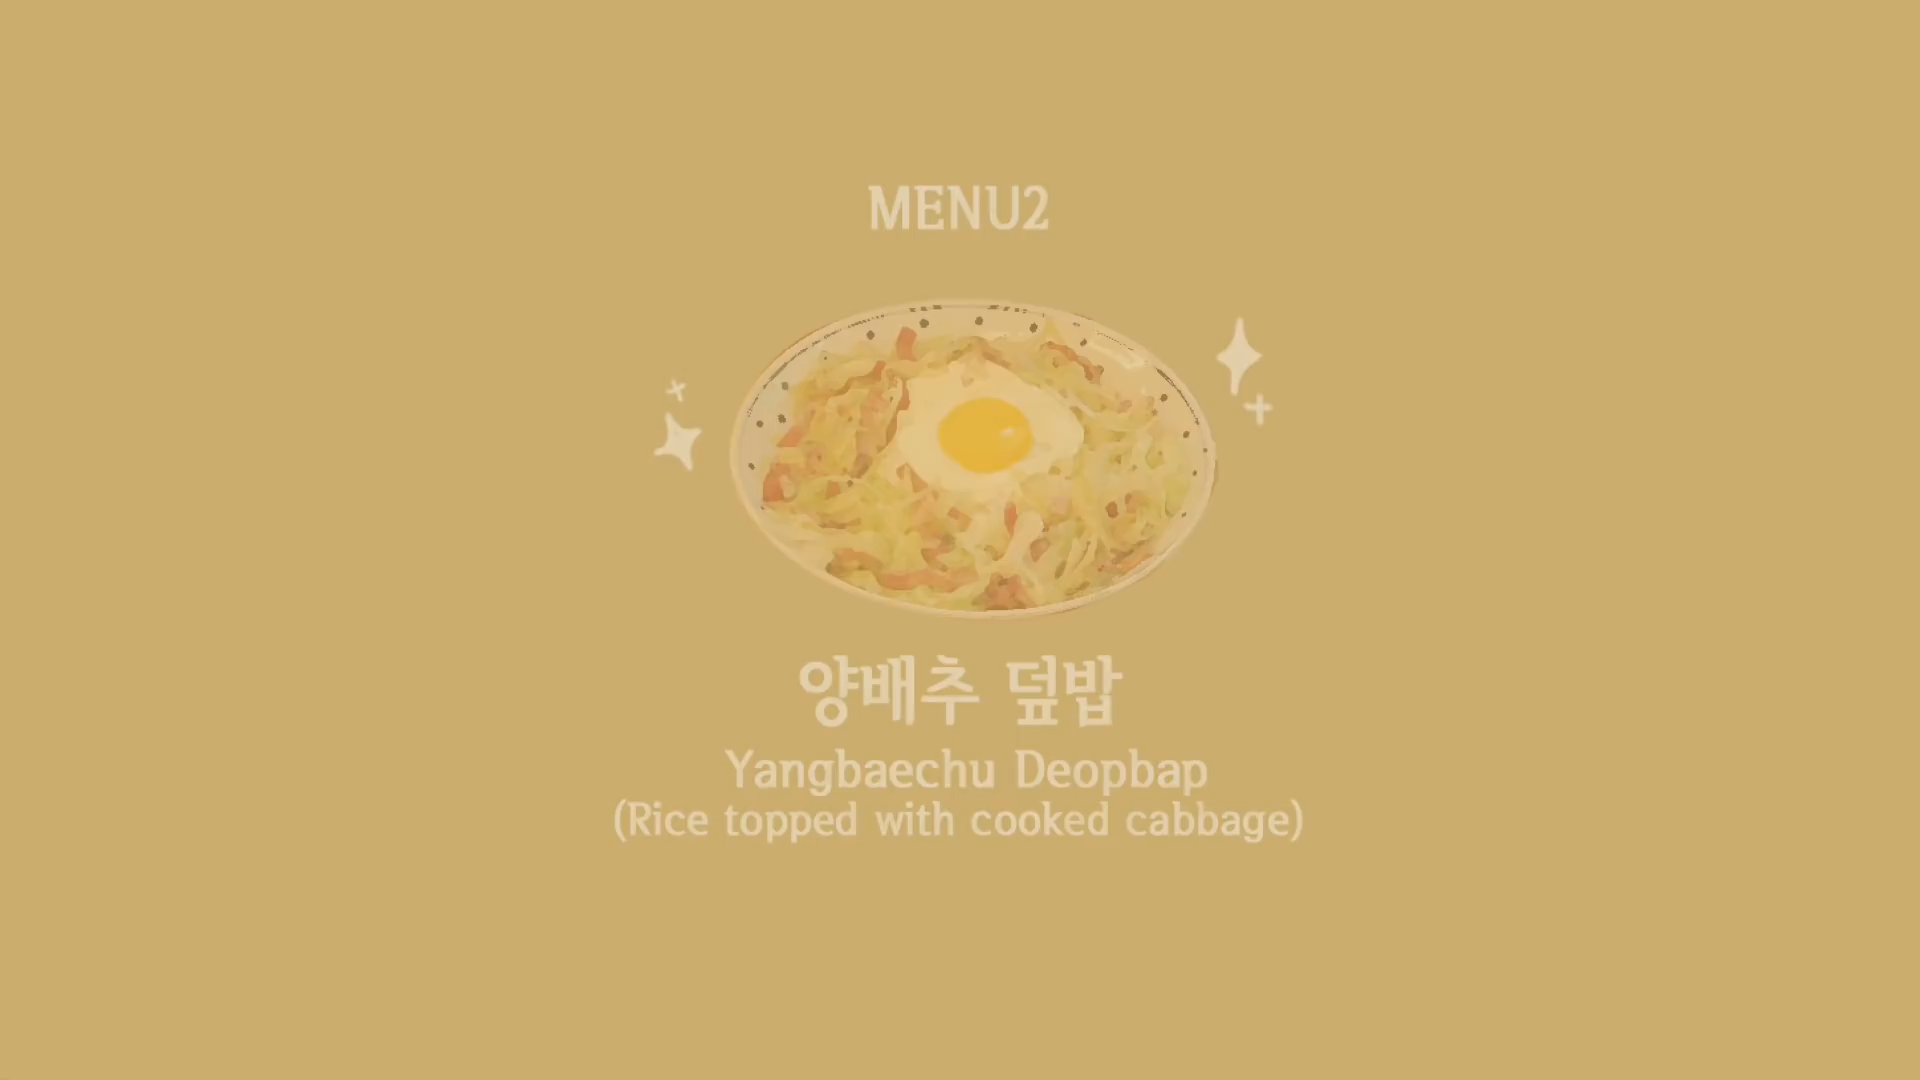 MENU2
양배추 덮밥
Yangbaechu Deopbap
(Rice topped with cooked cabbage)